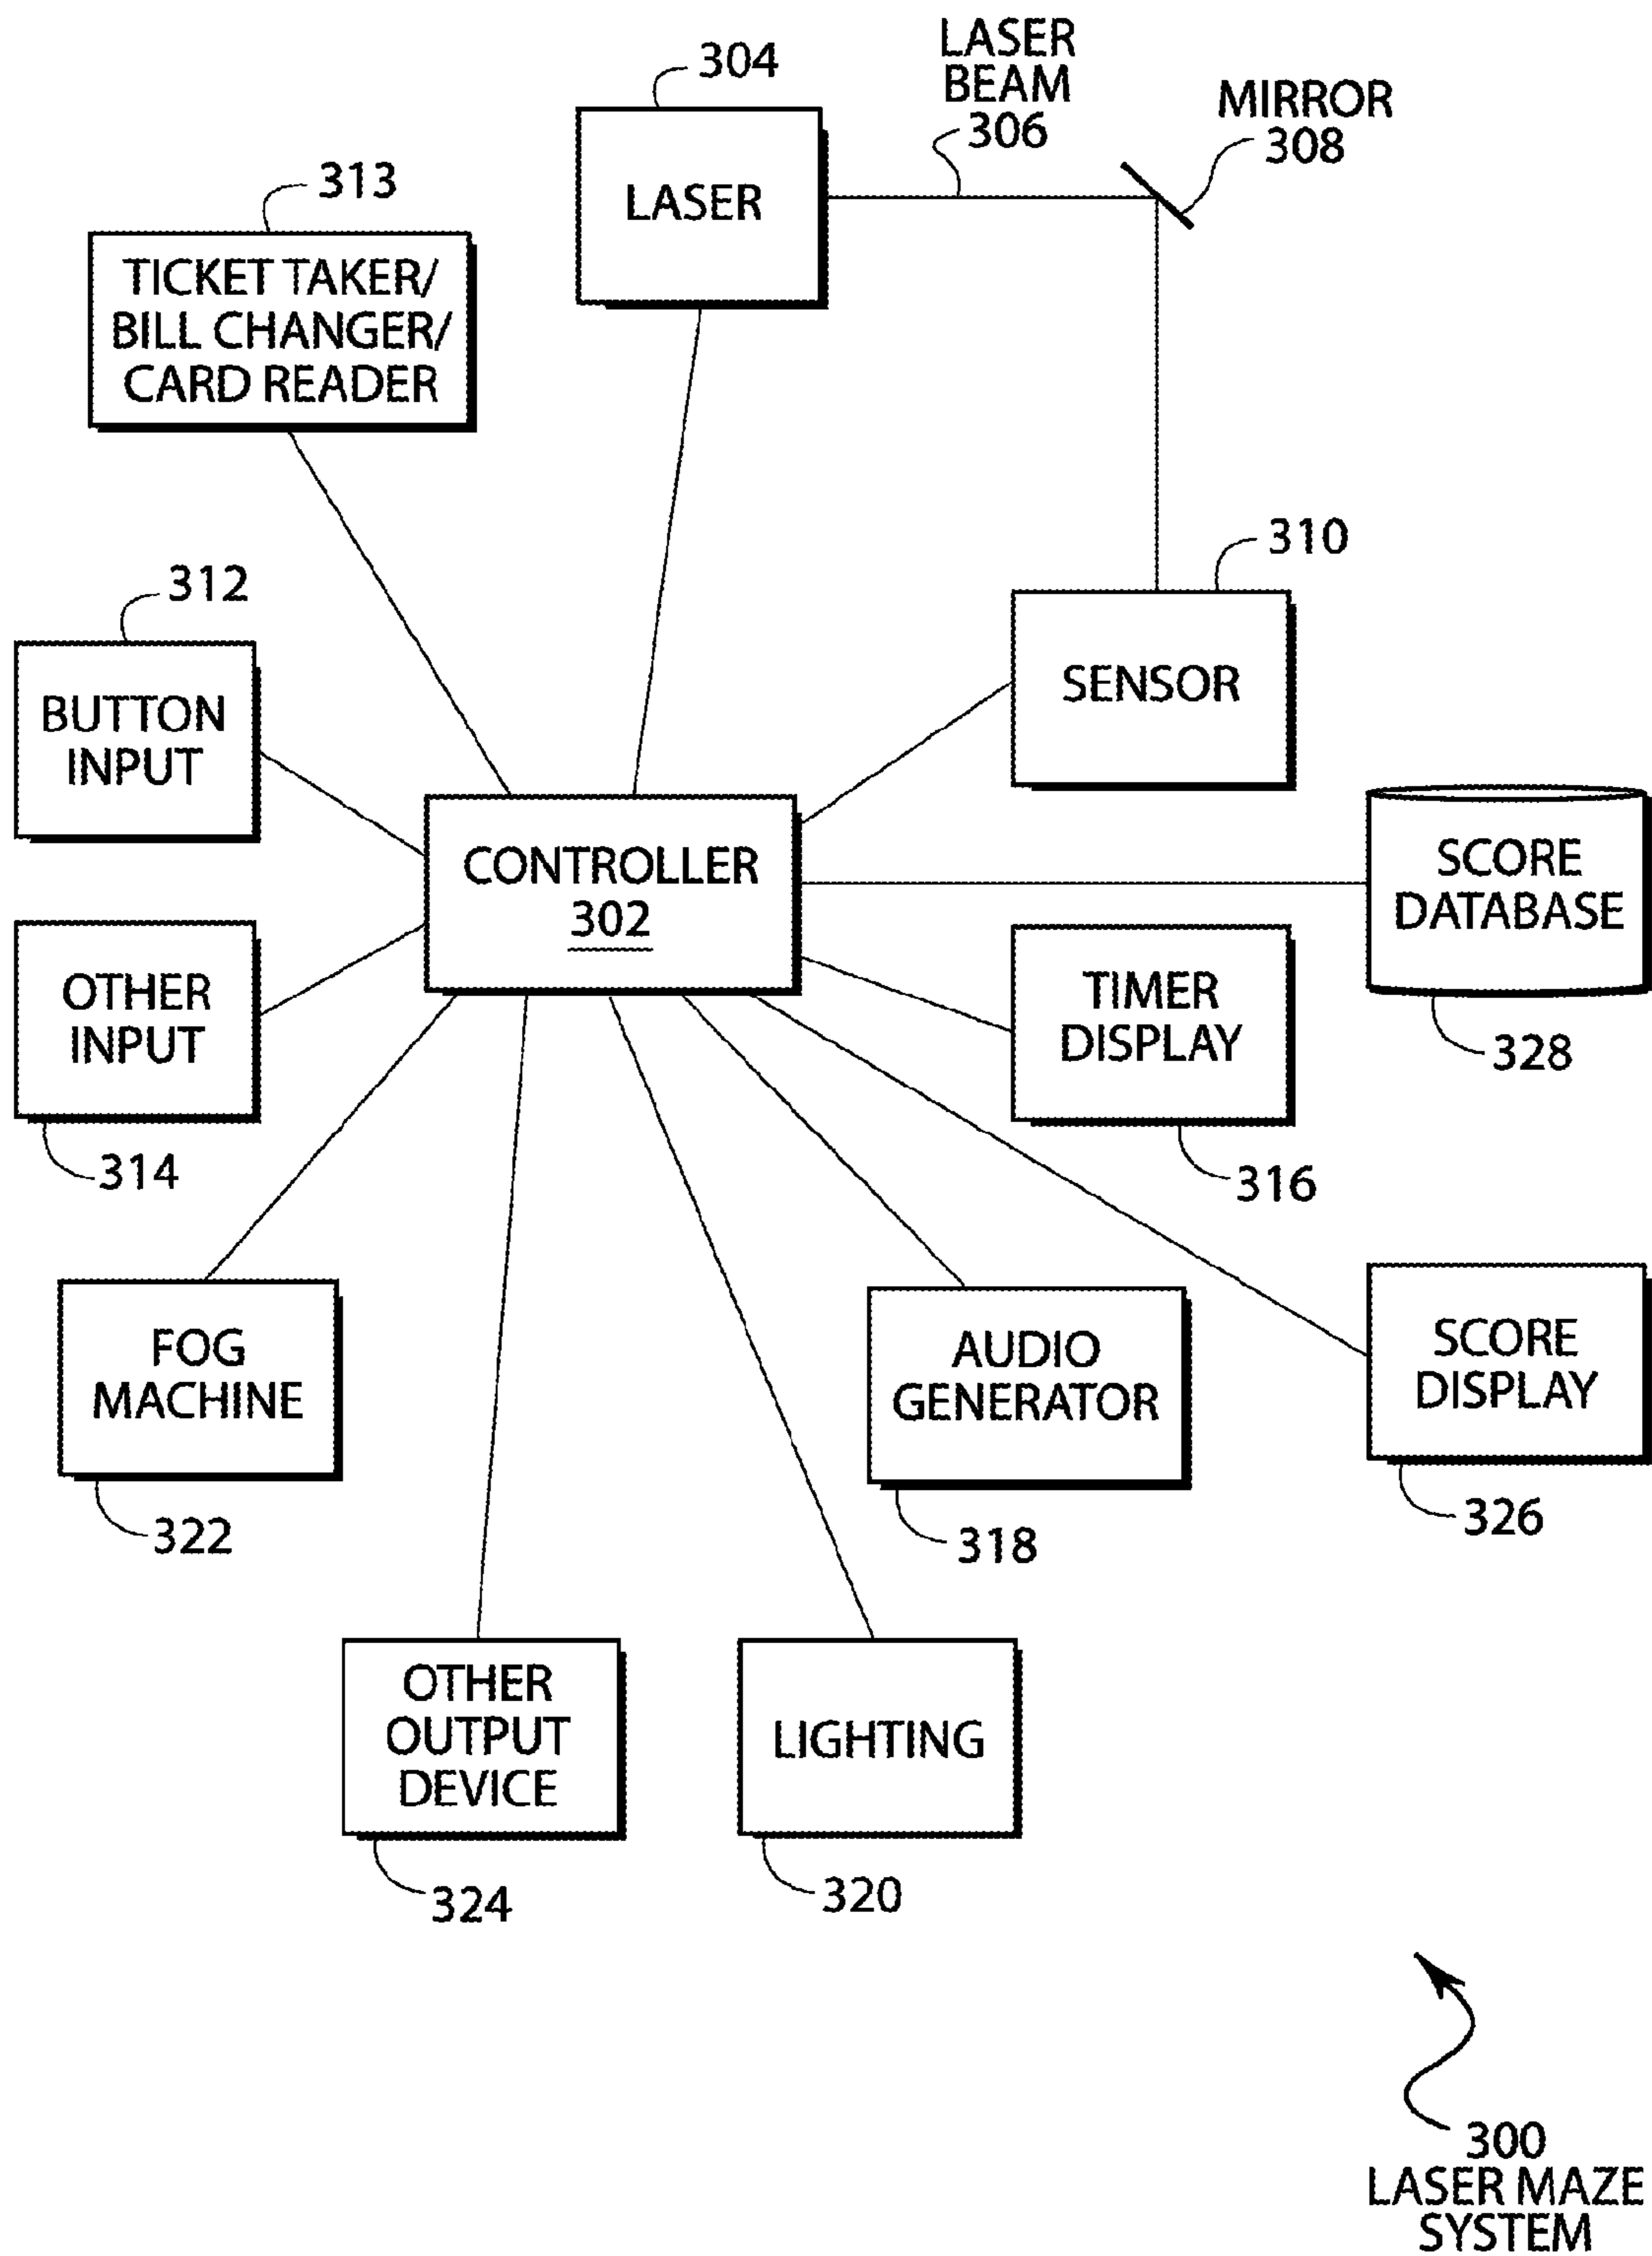 304
LASER
BEAM
306
MIRROR
308
313
LASER
TICKET TAKER/
BILL CHANGER/
CARD READER
310
312
SENSOR
BUTTON
INPUT
CONTROLLER
302
SCORE
DATABASE
OTHER
INPUT
TIMER
DISPLAY
328
314
316
FOG
MACHINE
AUDIO
GENERATOR
SCORE
DISPLAY
322
318
326
OTHER
OUTPUT
DEVICE
LIGHTING
324
320
300
LASER MAZE
SYSTEM